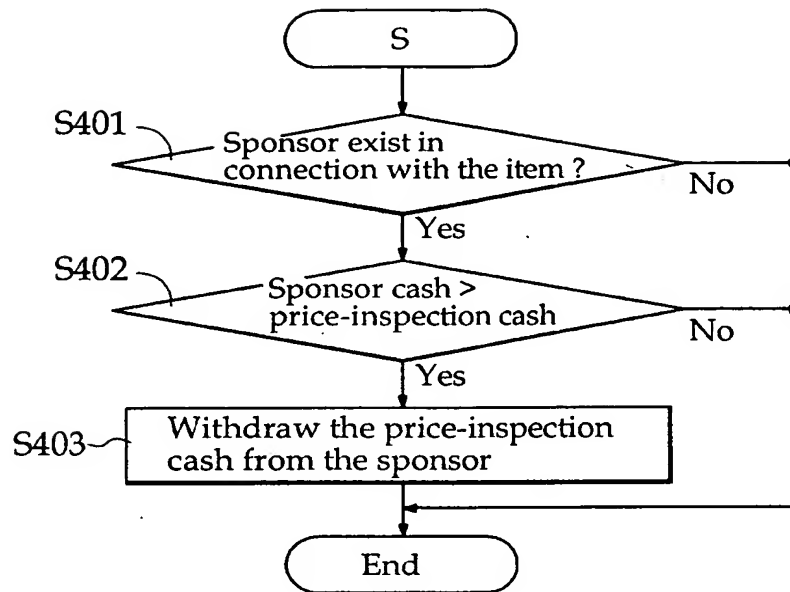 S
S401
Sponsor exist in
connection with the item ?
No
Yes
S402
Sponsor cash >
price-inspection cash
No
Yes
S403
Withdraw the price-inspection
cash from the sponsor
End